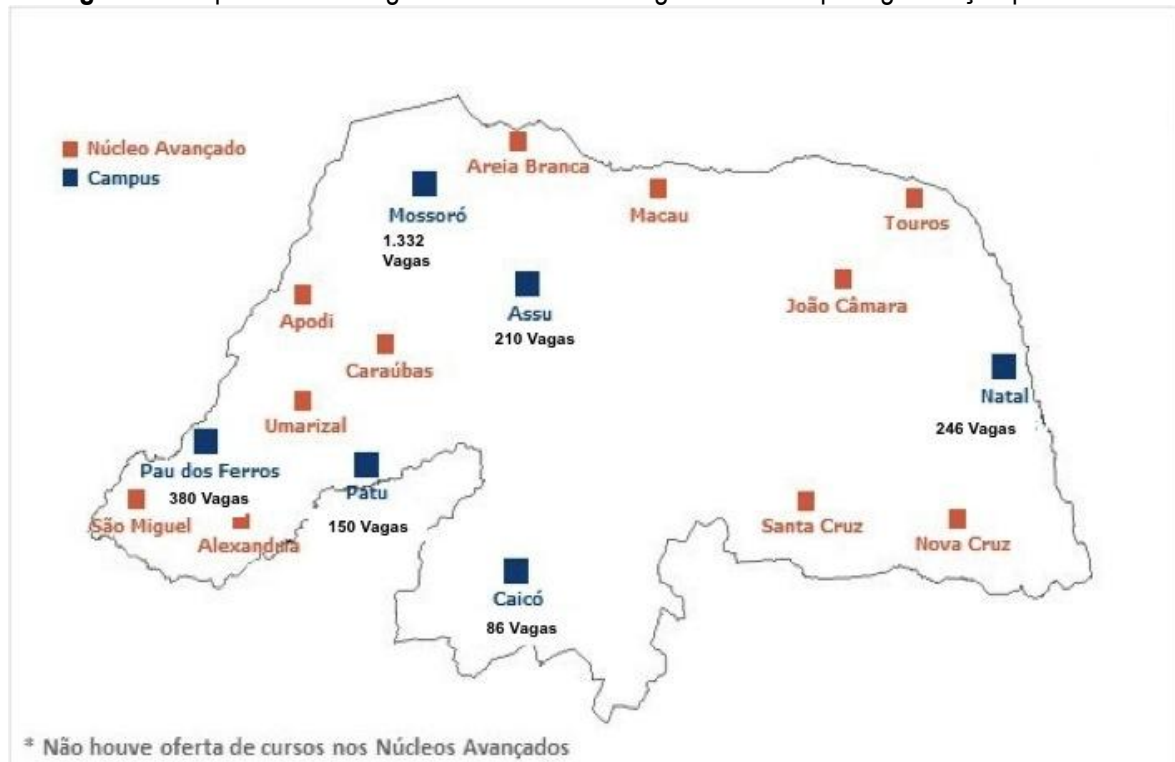 Núcleo Avançado
Campus
Areia Branca
Mossoró
1.332
Vagas
Macau
Touros
Apodi
Assu
210 Vagas
João Câmara
Caraúbas
Natal
246 Vagas
Umarizal
Pau dos Ferros
380 Vagas
Patu
150 Vagas
São Miguel
Alexandria
Santa Cruz
Nova Cruz
Caicó
86 Vagas
* Não houve oferta de cursos nos Núcleos Avançados